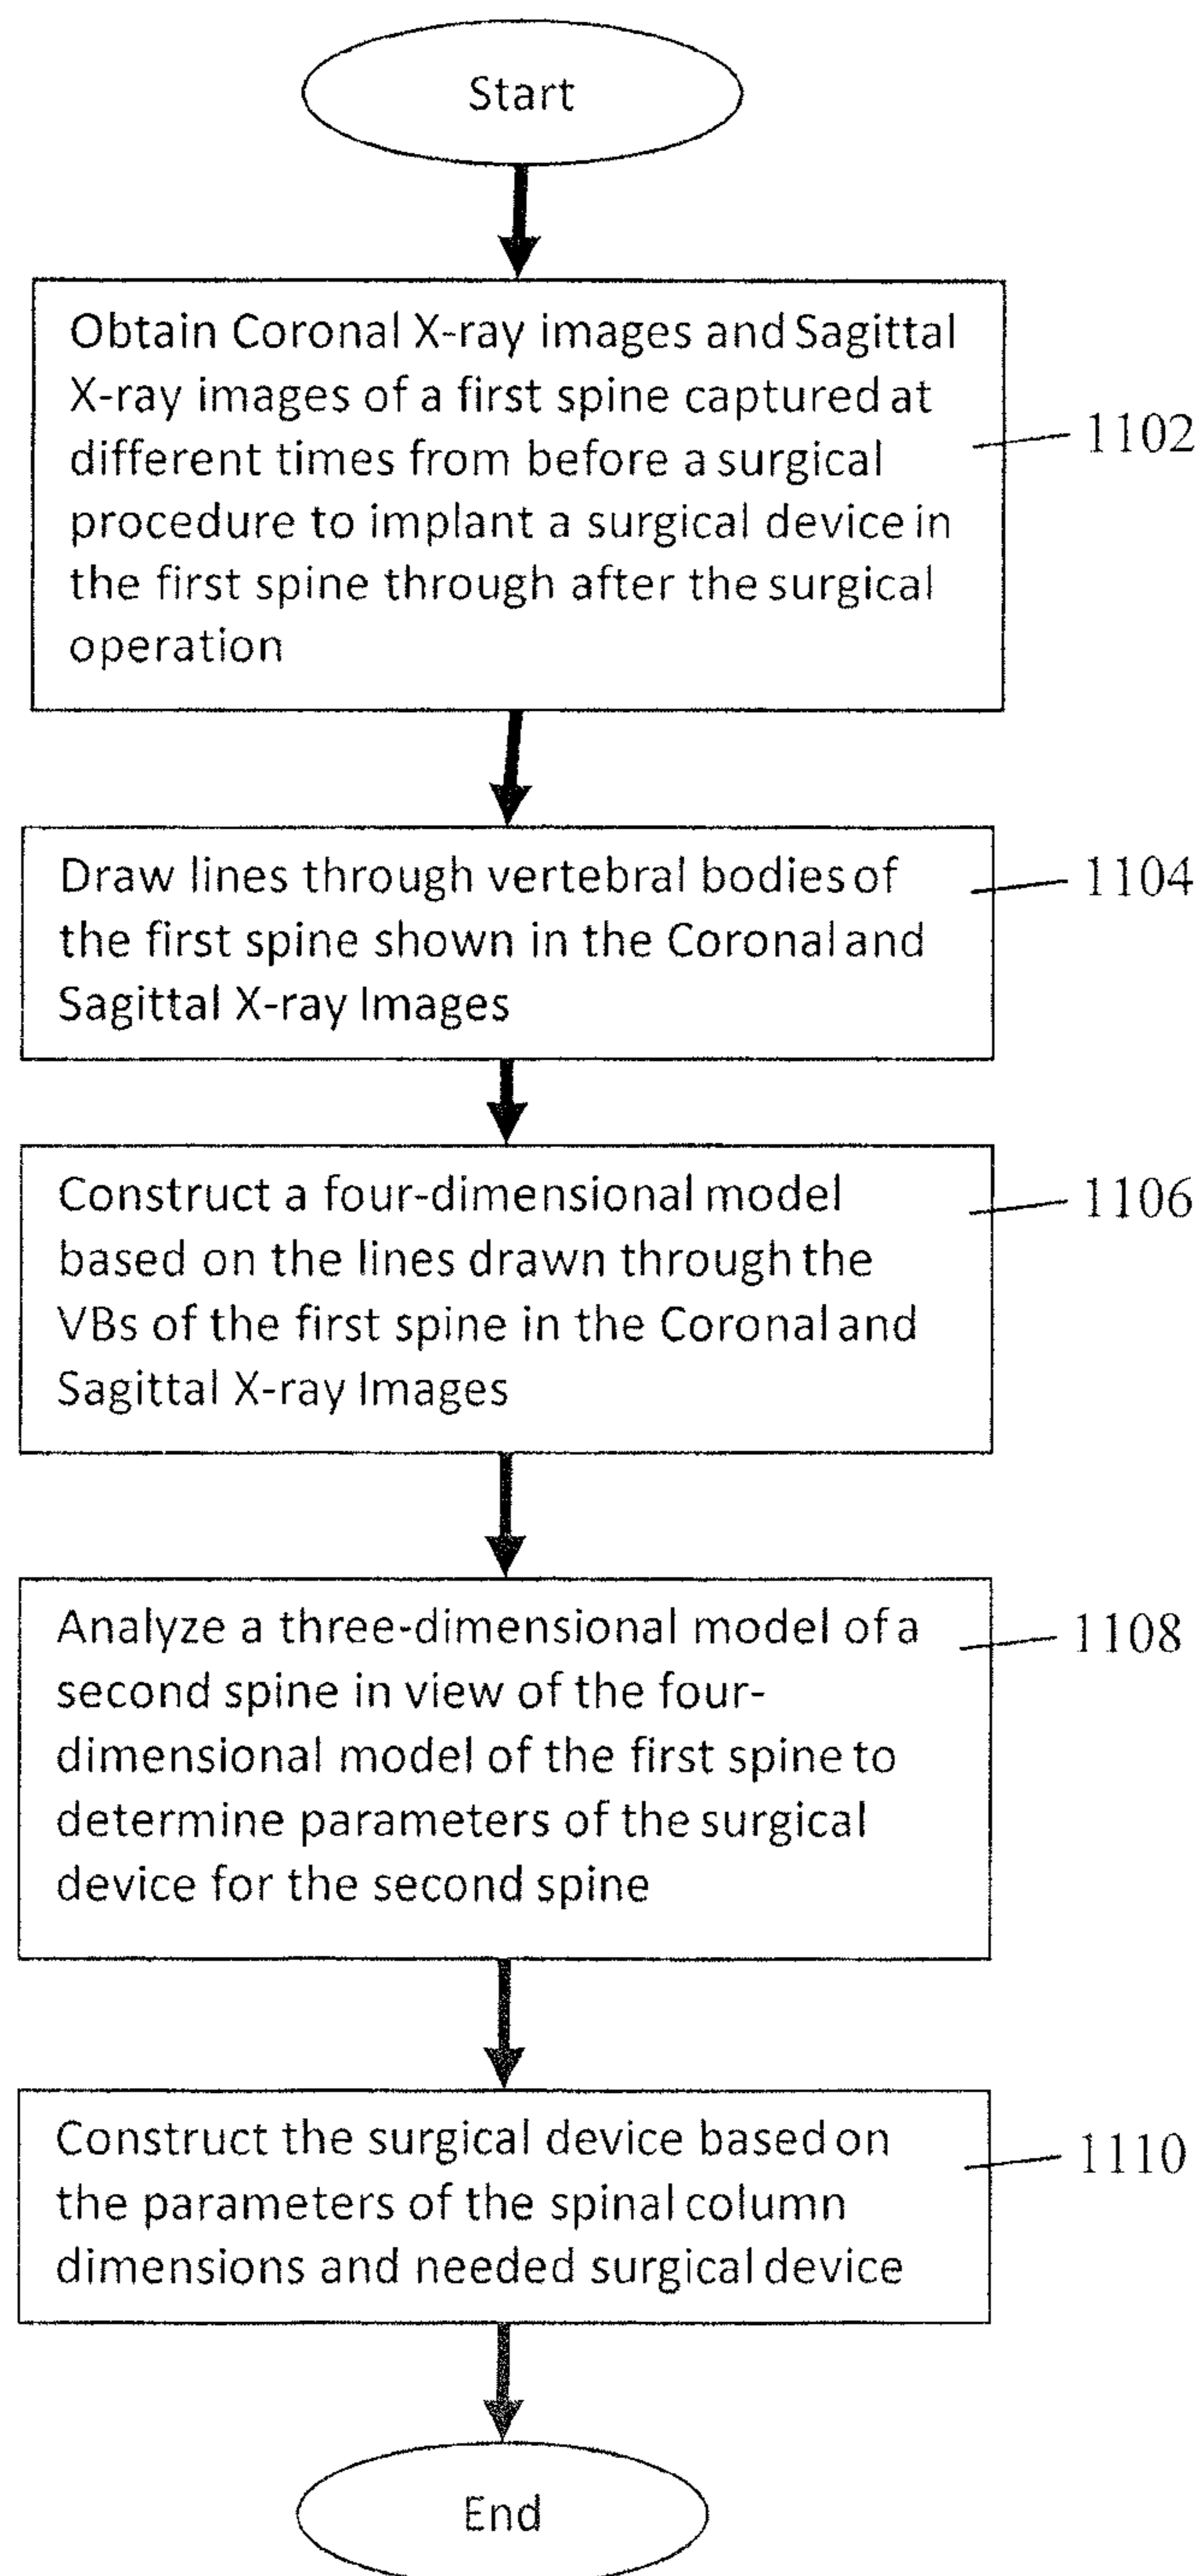 Start
Obtain Coronal X-ray images and Sagittal
X-ray images of a first spine captured at
different times from before a surgical
procedure to implant a surgical device in
the first spine through after the surgical
operation
1102
Draw lines through vertebral bodies of
the first spine shown in the Coronal and
Sagittal X-ray Images
1104
Construct a four-dimensional model
based on the lines drawn through the
VBs of the first spine in the Coronal and
Sagittal X-ray Images
1106
Analyze a three-dimensional model of a
second spine in view of the four-
dimensional model of the first spine to
determine parameters of the surgical
device for the second spine
1108
Construct the surgical device based on
the parameters of the spinal column
dimensions and needed surgical device
1110
End